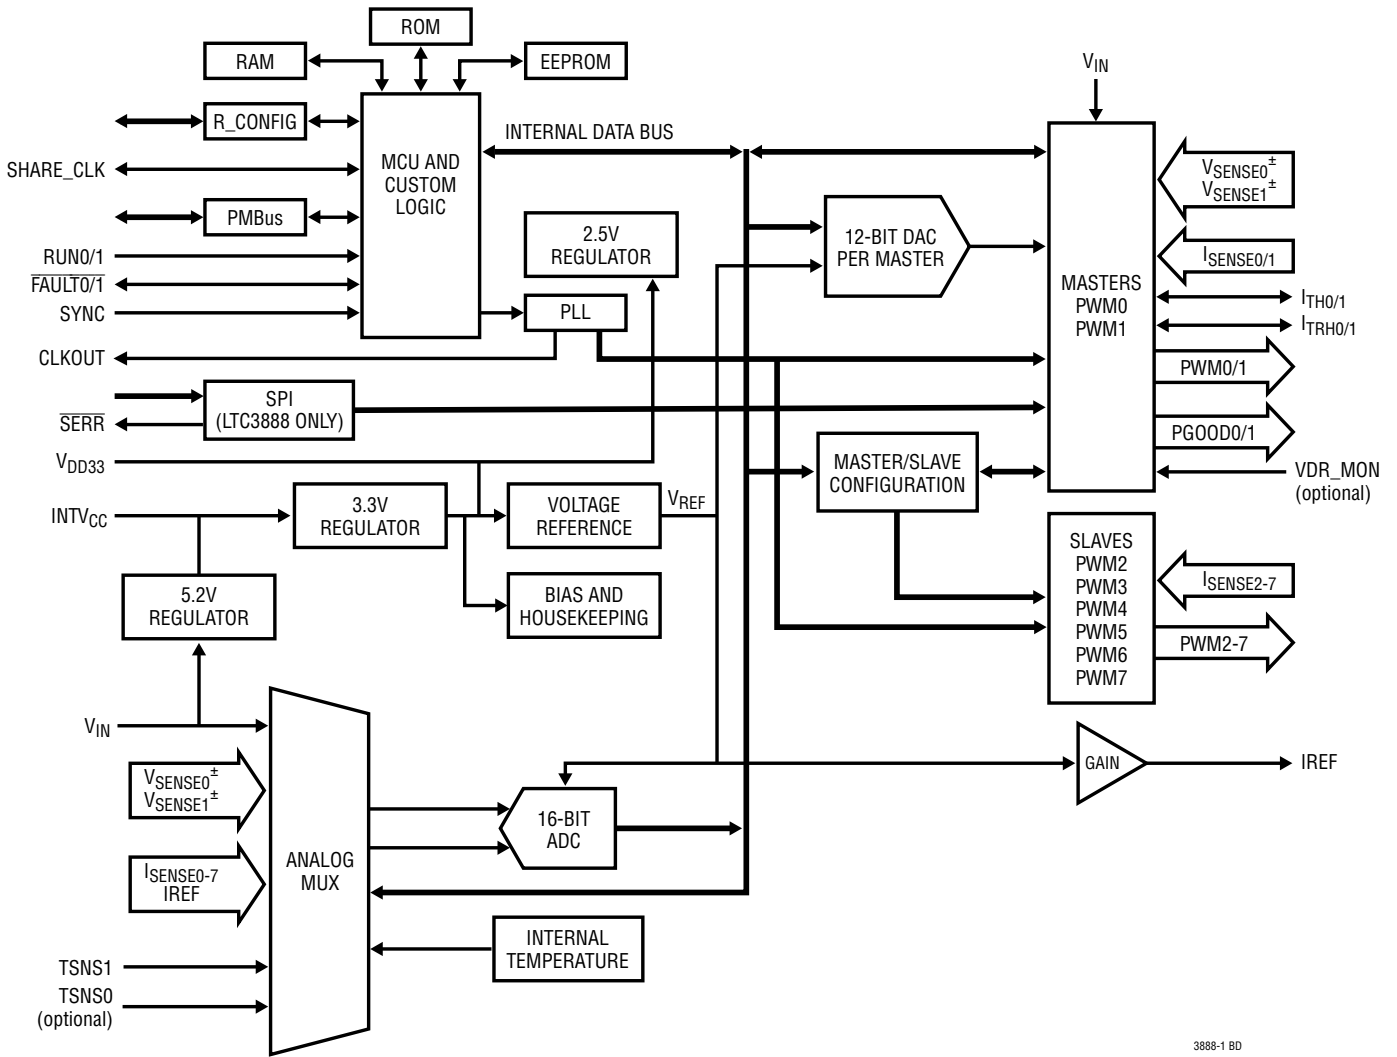 ROM
RAM
EEPROM
R_CONFIG
MCU AND
CUSTOM
LOGIC
INTERNAL DATA BUS
VIN
SHARE_CLK
PMBus
RUN0/1
FAULT0/1
SYNC
CLKOUT
2.5V
REGULATOR
PLL
12-BIT DAC
PER MASTER
MASTERS
PWM0
PWM1
VSENSE0±
VSENSE1±
ISENSE0/1
ITH0/1
ITRH0/1
PWM0/1
PGOOD0/1
VDR_MON
(optional)
SPI
(LTC3888 ONLY)
SERR
VDD33
INTVCC
3.3V
REGULATOR
VOLTAGE
REFERENCE
VREF
MASTER/SLAVE
CONFIGURATION
5.2V
REGULATOR
BIAS AND
HOUSEKEEPING
SLAVES
PWM2
PWM3
PWM4
PWM5
PWM6
PWM7
ISENSE2-7
PWM2-7
VIN
VSENSE0±
VSENSE1±
ISENSE0-7
IREF
TSNS1
TSNS0
(optional)
ANALOG
MUX
16-BIT
ADC
INTERNAL
TEMPERATURE
GAIN
IREF
3888-1 BD